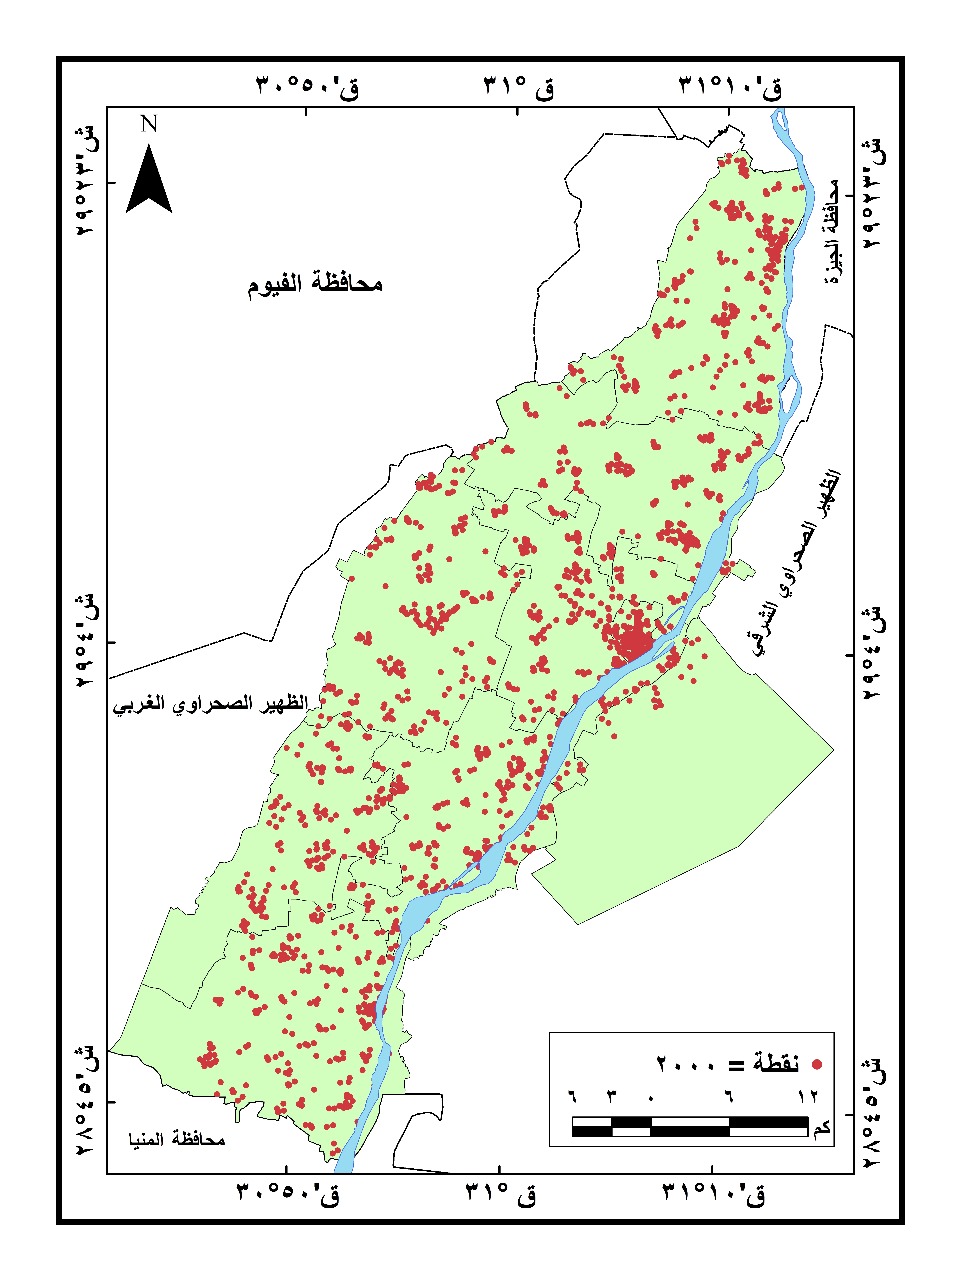 ق'٣٠°٥٠
ق °٣١
ق'٣١°١٠
N
ش'٢٩°٢٣
ش'٢٩°٢٣
محافظة الجيزة
محافظة الفيوم
الظهير الصحراوي الشرقي
ش'٢٩°٤
ش'٢٩°٤
الظهير الصحراوي الغربي
نقطة = ٢٠٠٠
٦ ٣ ٠ ٦ ١٢
كم
ش'٢٨°٤٥
ش'٢٨°٤٥
محافظة المنيا
ق'٣٠°٥٠
ق °٣١
ق'٣١°١٠